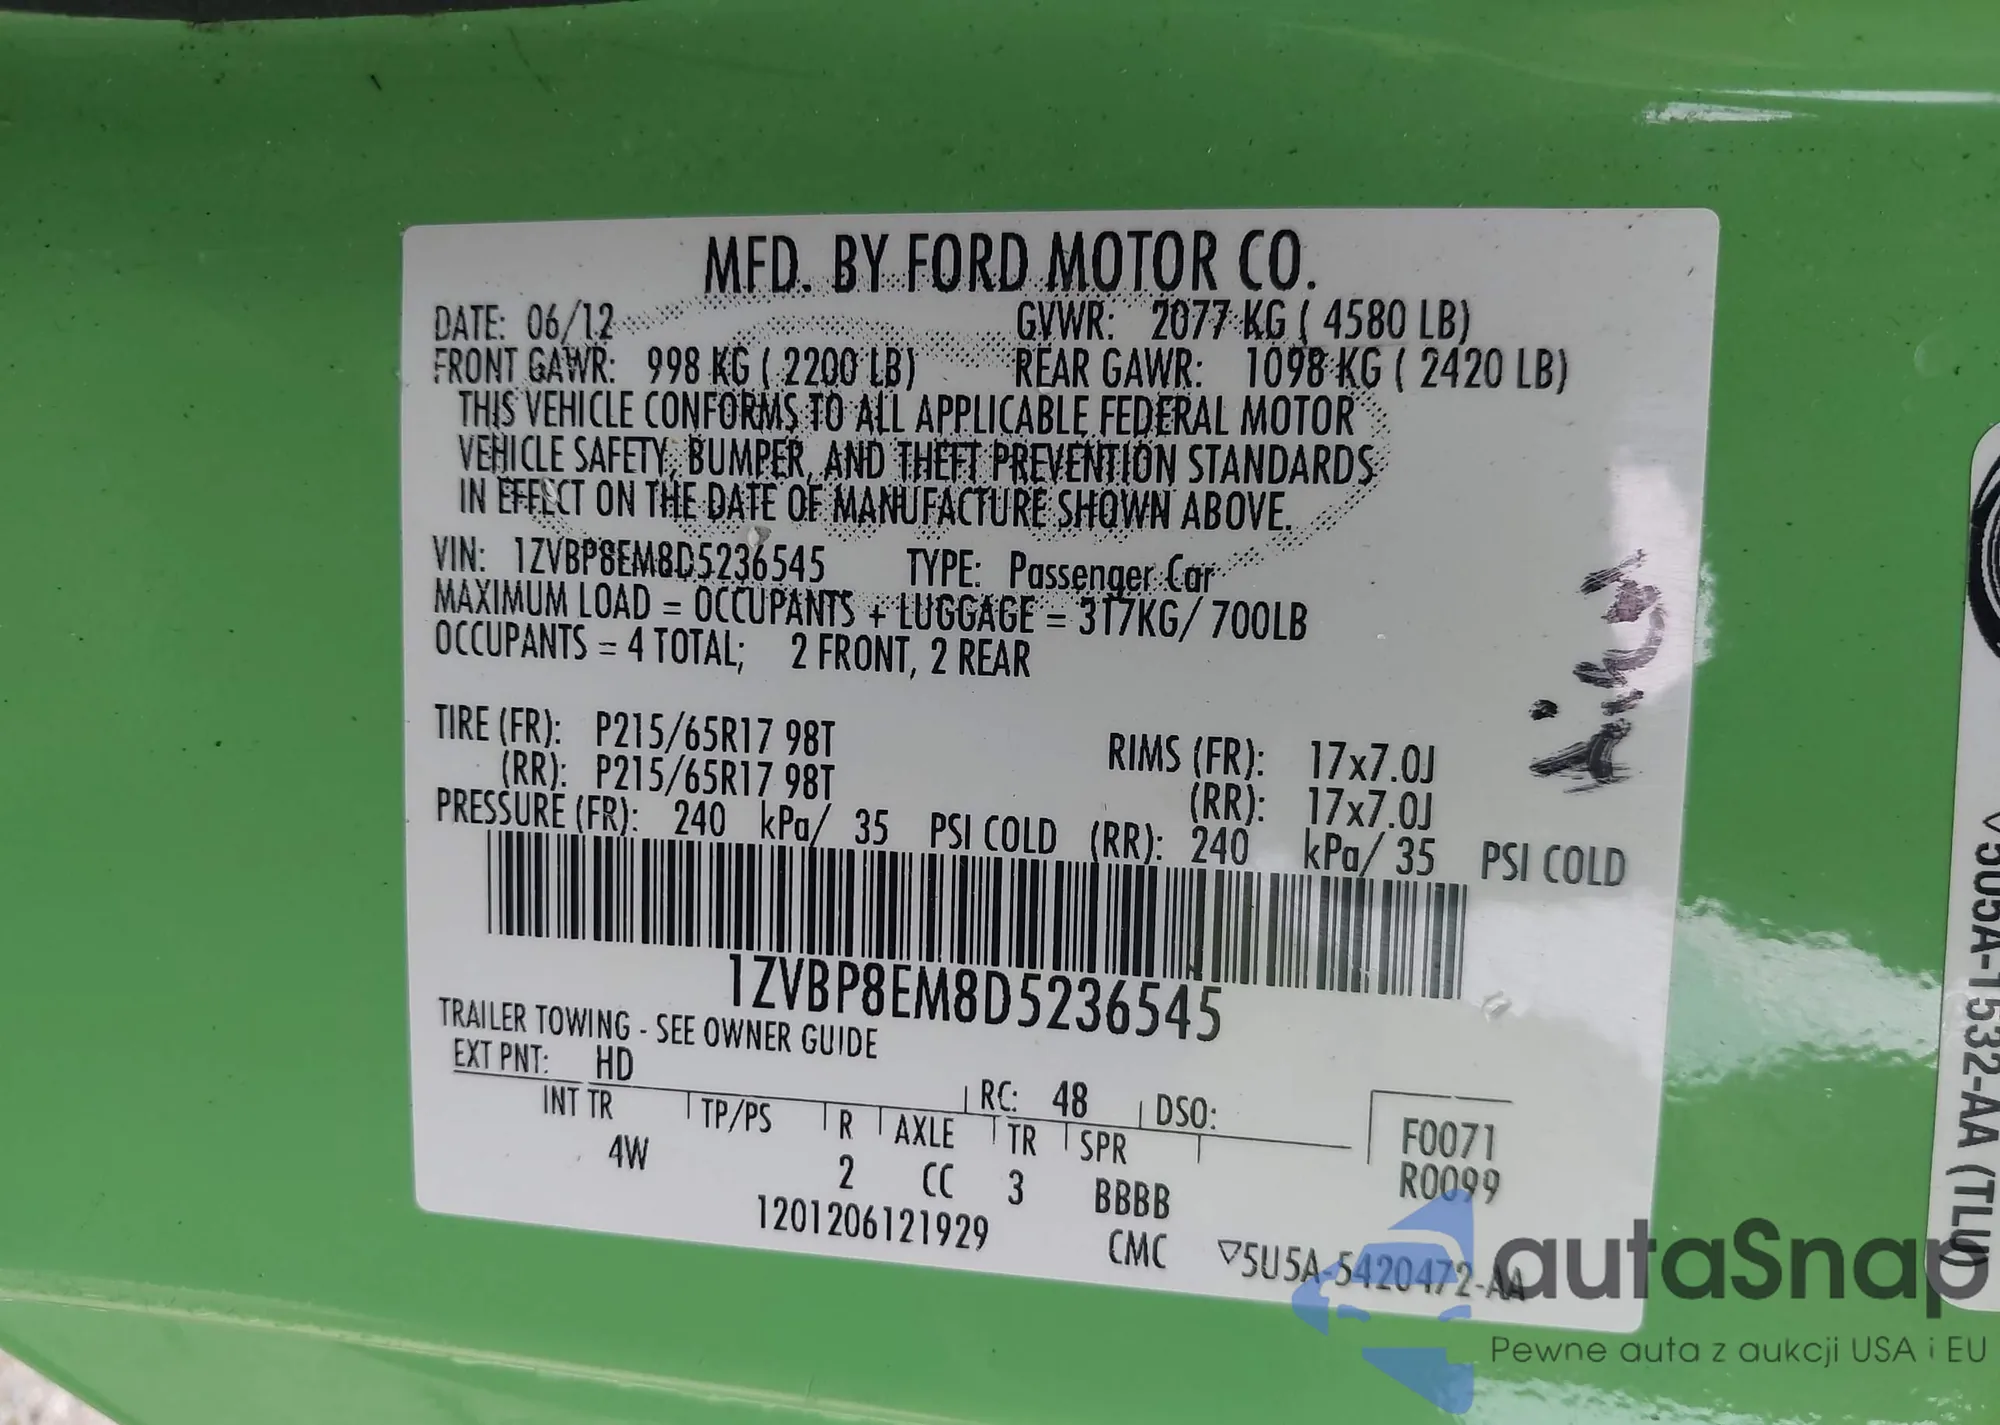 MFD. BY FORD MOTOR CO.
DATE: 06/12 GVWR: 2077 KG ( 4580 LB)
FRONT GAWR: 998 KG ( 2200 LB) REAR GAWR: 1098 KG ( 2420 LB)
THIS VEHICLE CONFORMS TO ALL APPLICABLE FEDERAL MOTOR
VEHICLE SAFETY, BUMPER, AND THEFT PREVENTION STANDARDS
IN EFFECT ON THE DATE OF MANUFACTURE SHOWN ABOVE.
VIN: 1ZVBP8EM8D5236545 TYPE: Passenger Car
MAXIMUM LOAD = OCCUPANTS + LUGGAGE = 317KG/ 700LB
OCCUPANTS = 4 TOTAL; 2 FRONT, 2 REAR
TIRE (FR): P215/65R17 98T RIMS (FR): 17x7.0J
(RR): P215/65R17 98T (RR): 17x7.0J
PRESSURE (FR): 240 kPa/ 35 PSI COLD (RR): 240 kPa/ 35 PSI COLD
1ZVBP8EM8D5236545
TRAILER TOWING - SEE OWNER GUIDE
EXT PNT: HD RC: 48 DSO:
INT TR TP/PS R AXLE TR SPR F0071
4W 2 CC 3 BBBB R0099
1201206121929 CMC ▽5U5A-5420472-AA
5U5A-1532-AA (TLU)
autaSnap
Pewne auta z aukcji USA i EU